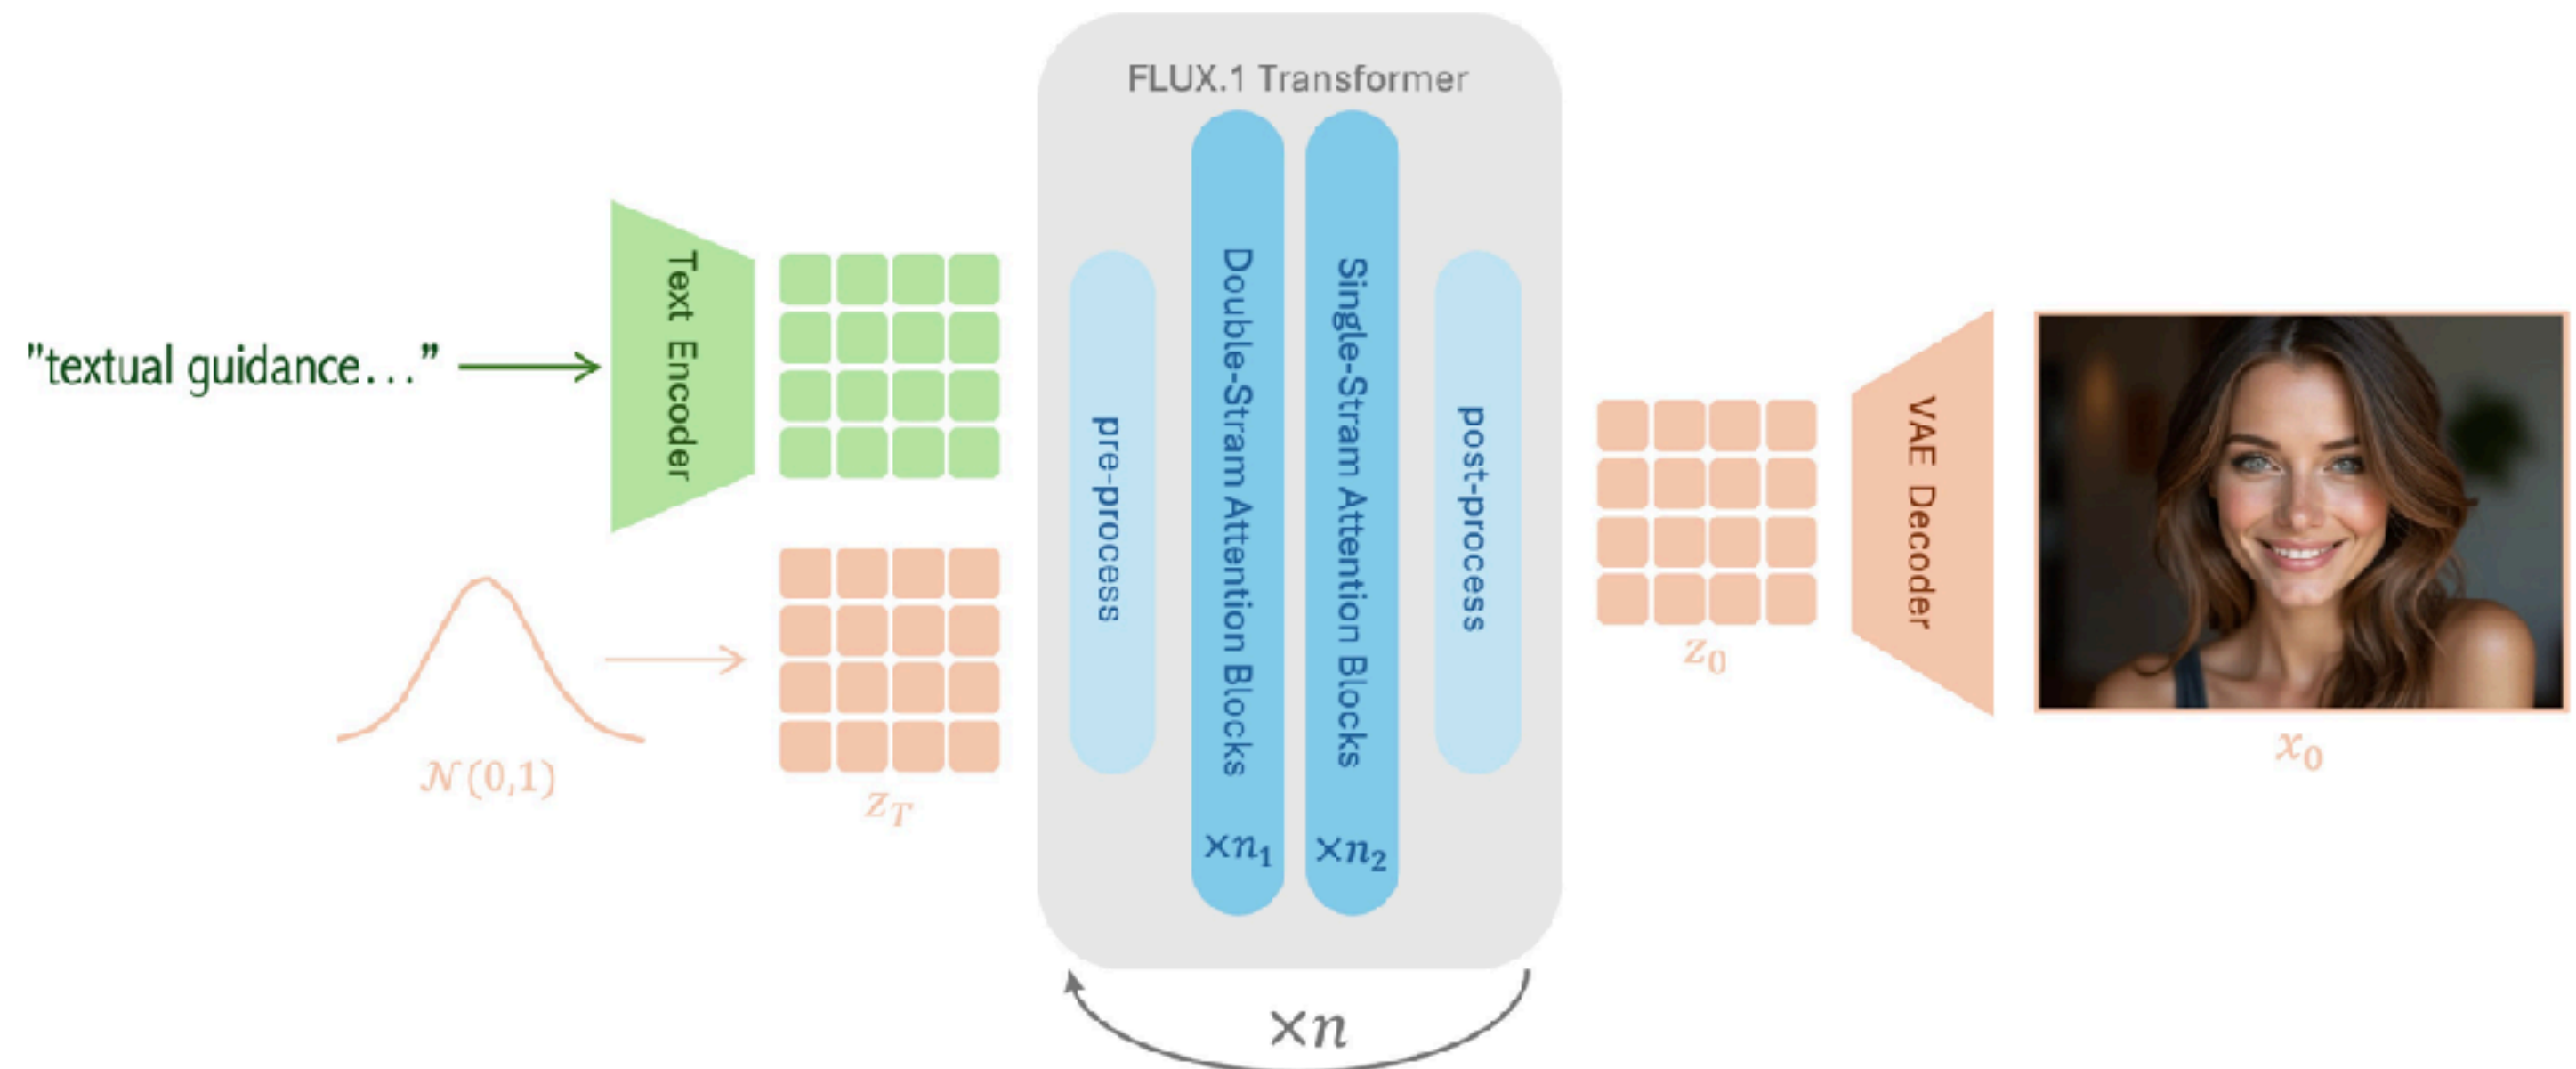 FLUX.1 Transformer
"textual guidance..."
Text Encoder
pre-process
Double-Stram Attention Blocks
×n₁
Single-Stram Attention Blocks
×n₂
post-process
VAE Decoder
𝒩(0,1)
z_T
z₀
x₀
×n